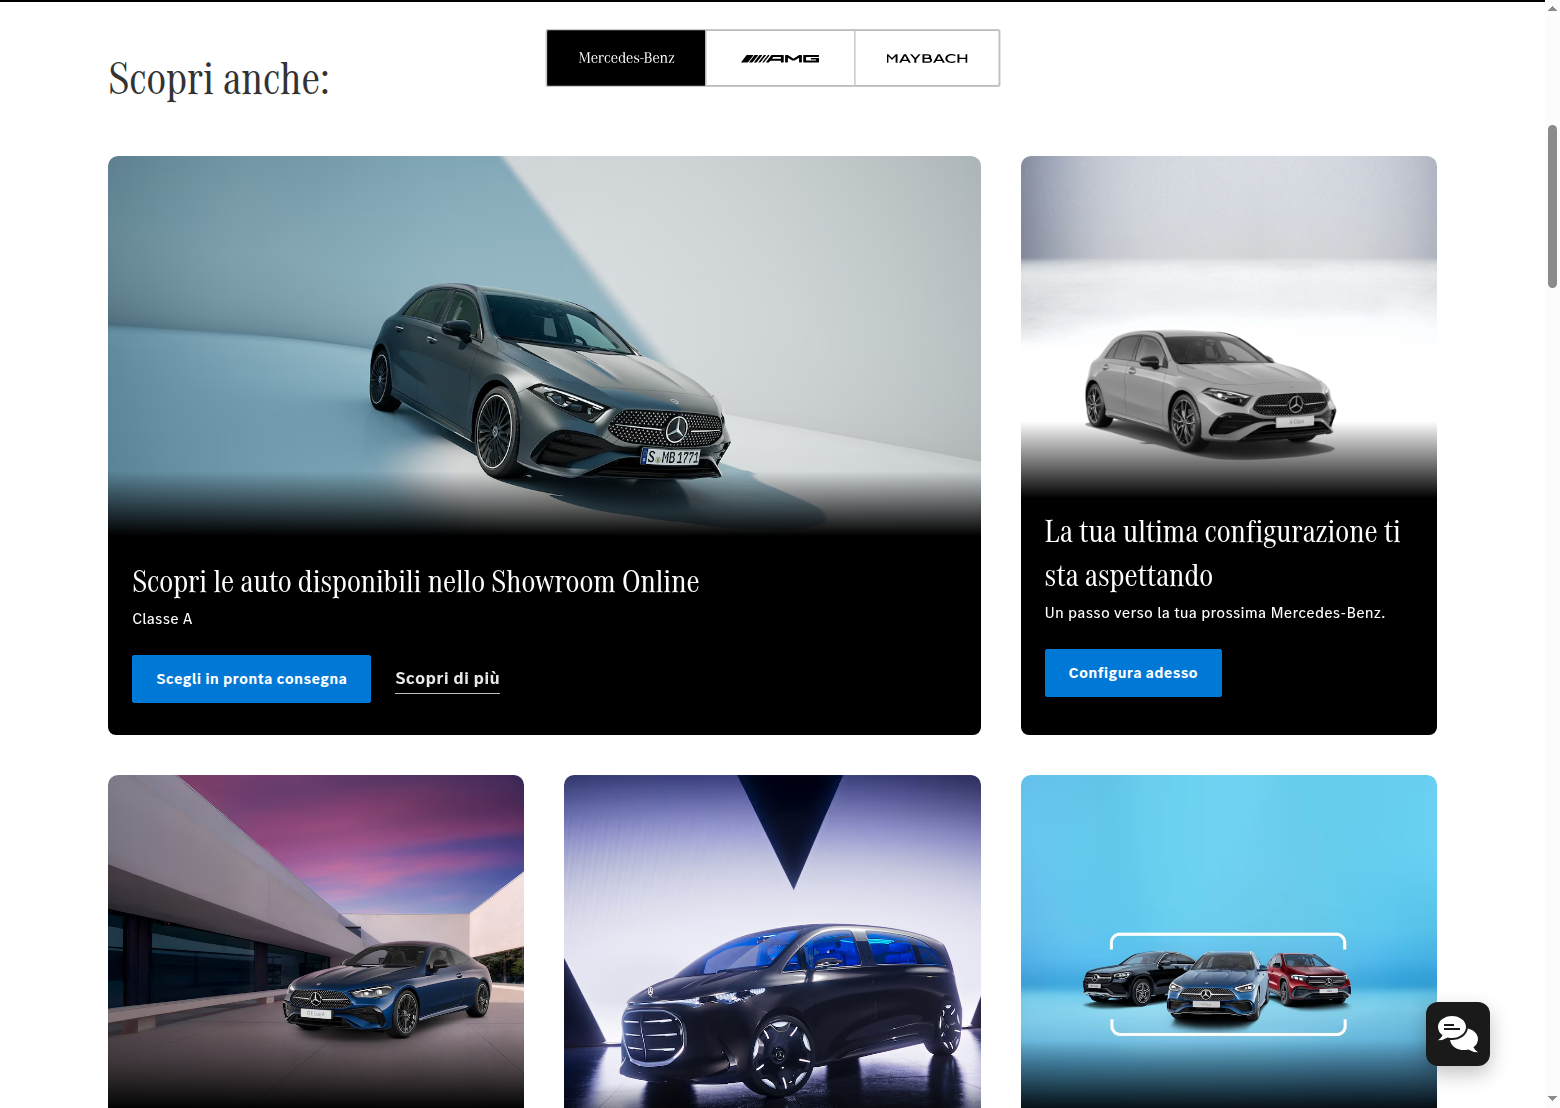 Scopri anche:
Mercedes-Benz
AMG
MAYBACH
S MB 1771
Scopri le auto disponibili nello Showroom Online
Classe A
Scegli in pronta consegna
Scopri di più
La tua ultima configurazione ti
sta aspettando
Un passo verso la tua prossima Mercedes-Benz.
Configura adesso